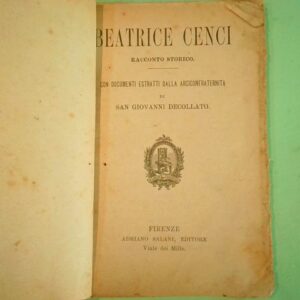 BEATRICE CENCI
RACCONTO STORICO.
CON DOCUMENTI ESTRATTI DALLA ARCICONFRATERNITA
DI
SAN GIOVANNI DECOLLATO.
FIRENZE
ADRIANO SALANI, EDITORE
Viale dei Mille.